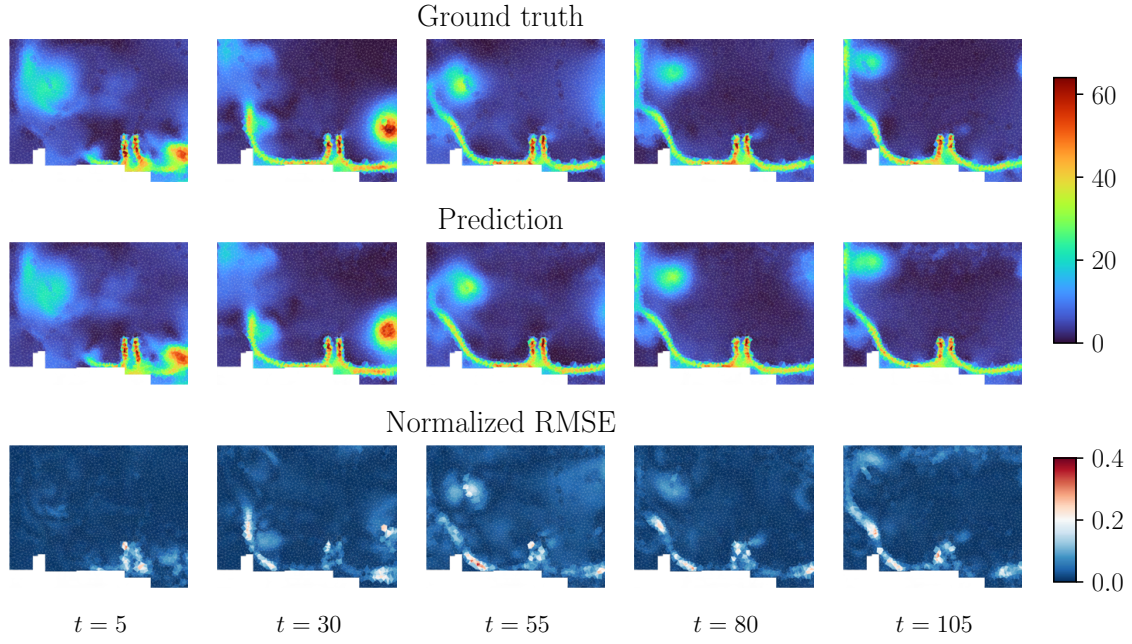 Ground truth
60
40
20
0
Prediction
Normalized RMSE
0.4
0.2
0.0
t = 5
t = 30
t = 55
t = 80
t = 105